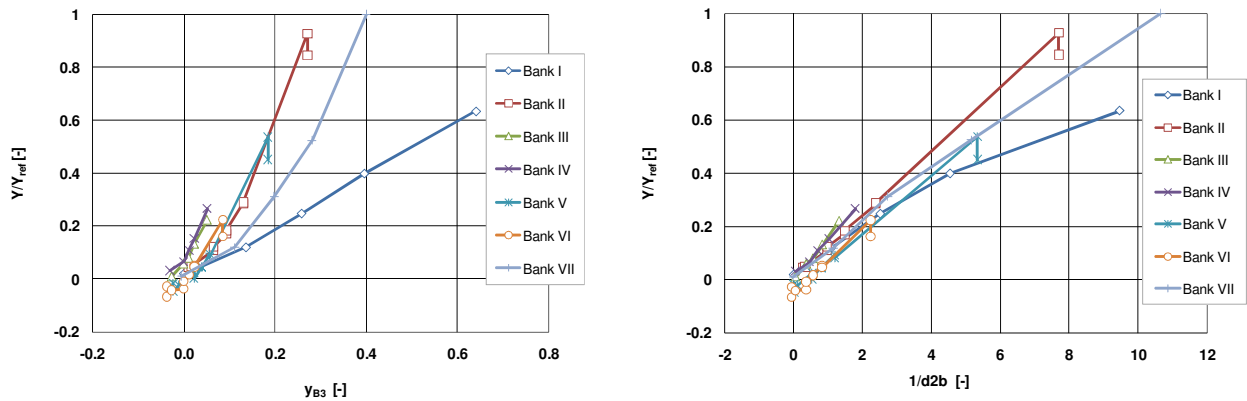 1
0.8
0.6
0.4
0.2
0
-0.2
Y/Yref [-]
-0.2
0.0
0.2
0.4
0.6
0.8
yB3 [-]
Bank I
Bank II
Bank III
Bank IV
Bank V
Bank VI
Bank VII
1
0.8
0.6
0.4
0.2
0
-0.2
Y/Yref [-]
-2
0
2
4
6
8
10
12
1/d2b [-]
Bank I
Bank II
Bank III
Bank IV
Bank V
Bank VI
Bank VII